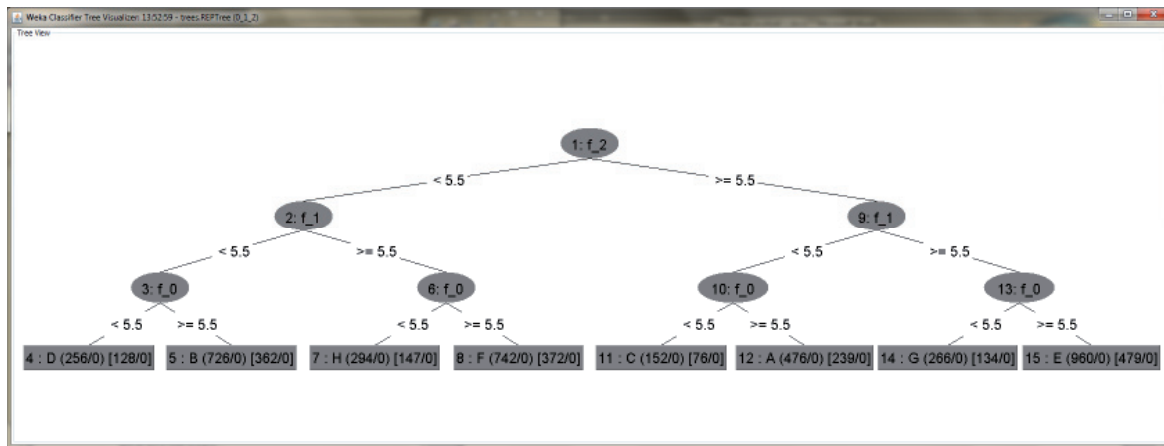 Weka Classifier Tree Visualizer: 13:52:59 - trees.REPTree (0_1_2)
Tree View
1: f_2
< 5.5 >= 5.5
2: f_1 9: f_1
< 5.5 >= 5.5 < 5.5 >= 5.5
3: f_0 6: f_0 10: f_0 13: f_0
< 5.5 >= 5.5 < 5.5 >= 5.5 < 5.5 >= 5.5 < 5.5 >= 5.5
4 : D (256/0) [128/0] 5 : B (726/0) [362/0] 7 : H (294/0) [147/0] 8 : F (742/0) [372/0] 11 : C (152/0) [76/0] 12 : A (476/0) [239/0] 14 : G (266/0) [134/0] 15 : E (960/0) [479/0]